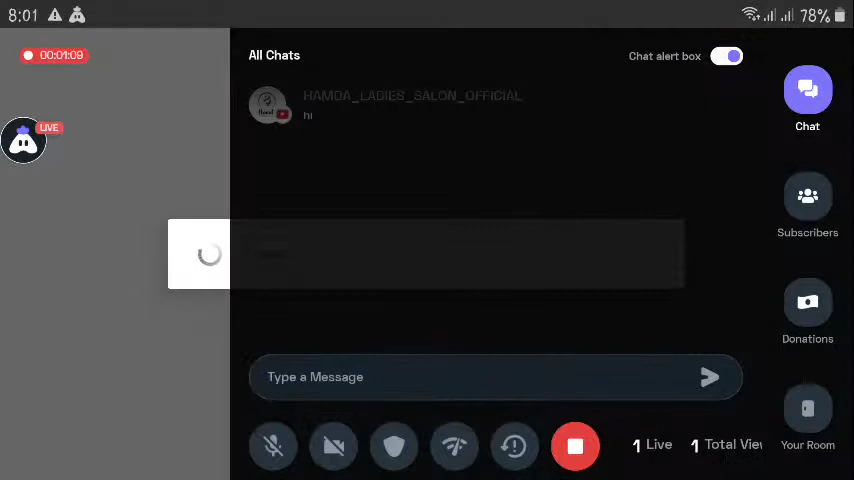 8:01
78%
00:01:09
LIVE
All Chats
Chat alert box
HAMDA_LADIES_SALON_OFFICIAL
hi
Chat
Subscribers
Donations
Type a Message
1 Live
1 Total Vie
Your Room